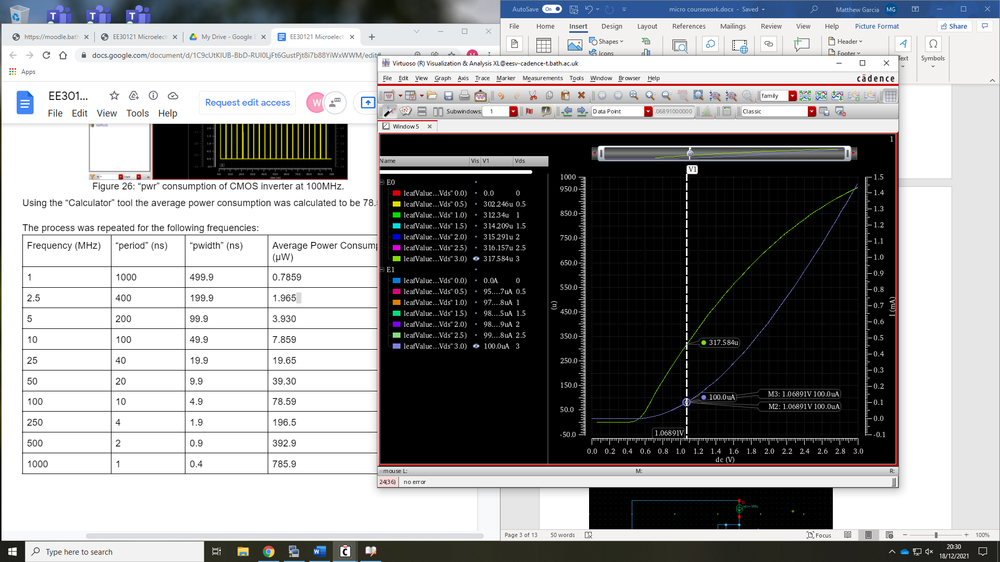 AutoSave On
micro coursework.docx - Saved
Matthew Garcia MG
File Home Insert Design Layout References Mailings Review View Help Picture Format Share
Shapes
Icons
Header
Footer
Text
Symbols
https://moodle.bath
EE30121 Microelect
My Drive - Google D
EE30121 Microelect
docs.google.com/document/d/1C9cUtKIUB-BbD-RUI0LjFt6GustPjt8i7b88YiWxWWM/edit#
Apps
EE301...
File Edit View Tools Help
Request edit access
W
Figure 26: “pwr” consumption of CMOS inverter at 100MHz.
Using the “Calculator” tool the average power consumption was calculated to be 78.
The process was repeated for the following frequencies:
Frequency (MHz) “period” (ns) “pwidth” (ns) Average Power Consump
(μW)
1 1000 499.9 0.7859
2.5 400 199.9 1.965
5 200 99.9 3.930
10 100 49.9 7.859
25 40 19.9 19.65
50 20 9.9 39.30
100 10 4.9 78.59
250 4 1.9 196.5
500 2 0.9 392.9
1000 1 0.4 785.9
Virtuoso (R) Visualization & Analysis XL@eesv-cadence-t.bath.ac.uk
File Edit View Graph Axis Trace Marker Measurements Tools Window Browser Help
cādence
family
Subwindows: 1
Data Point
.06891000000
Classic
Window 5
1
Name Vis V1 Vds
E0
leafValue...Vds" 0.0) 0.0 0
leafValue...Vds" 0.5) 302.246u 0.5
leafValue...Vds" 1.0) 312.34u 1
leafValue...Vds" 1.5) 314.209u 1.5
leafValue...Vds" 2.0) 315.291u 2
leafValue...Vds" 2.5) 316.157u 2.5
leafValue...Vds" 3.0) 317.584u 3
E1
leafValue...Vds" 0.0) 0.0A 0
leafValue...Vds" 0.5) 95....7uA 0.5
leafValue...Vds" 1.0) 97....8uA 1
leafValue...Vds" 1.5) 98....5uA 1.5
leafValue...Vds" 2.0) 98....9uA 2
leafValue...Vds" 2.5) 99....8uA 2.5
leafValue...Vds" 3.0) 100.0uA 3
V1
1000
950.0
850.0
750.0
650.0
550.0
450.0
350.0
250.0
150.0
50.0
-50.0
(u)
1.5
1.4
1.3
1.2
1.1
1.0
0.9
0.8
0.7
0.6
0.5
0.4
0.3
0.2
0.1
0.0
-0.1
I (mA)
317.584u
100.0uA
M3: 1.06891V 100.0uA
M2: 1.06891V 100.0uA
1.06891V
0.0 0.2 0.4 0.6 0.8 1.0 1.2 1.4 1.6 1.8 2.0 2.2 2.4 2.6 2.8 3.0
dc (V)
mouse L: M: R:
24(36) no error
Page 3 of 13 50 words
Focus
100%
Type here to search
20:30
18/12/2021